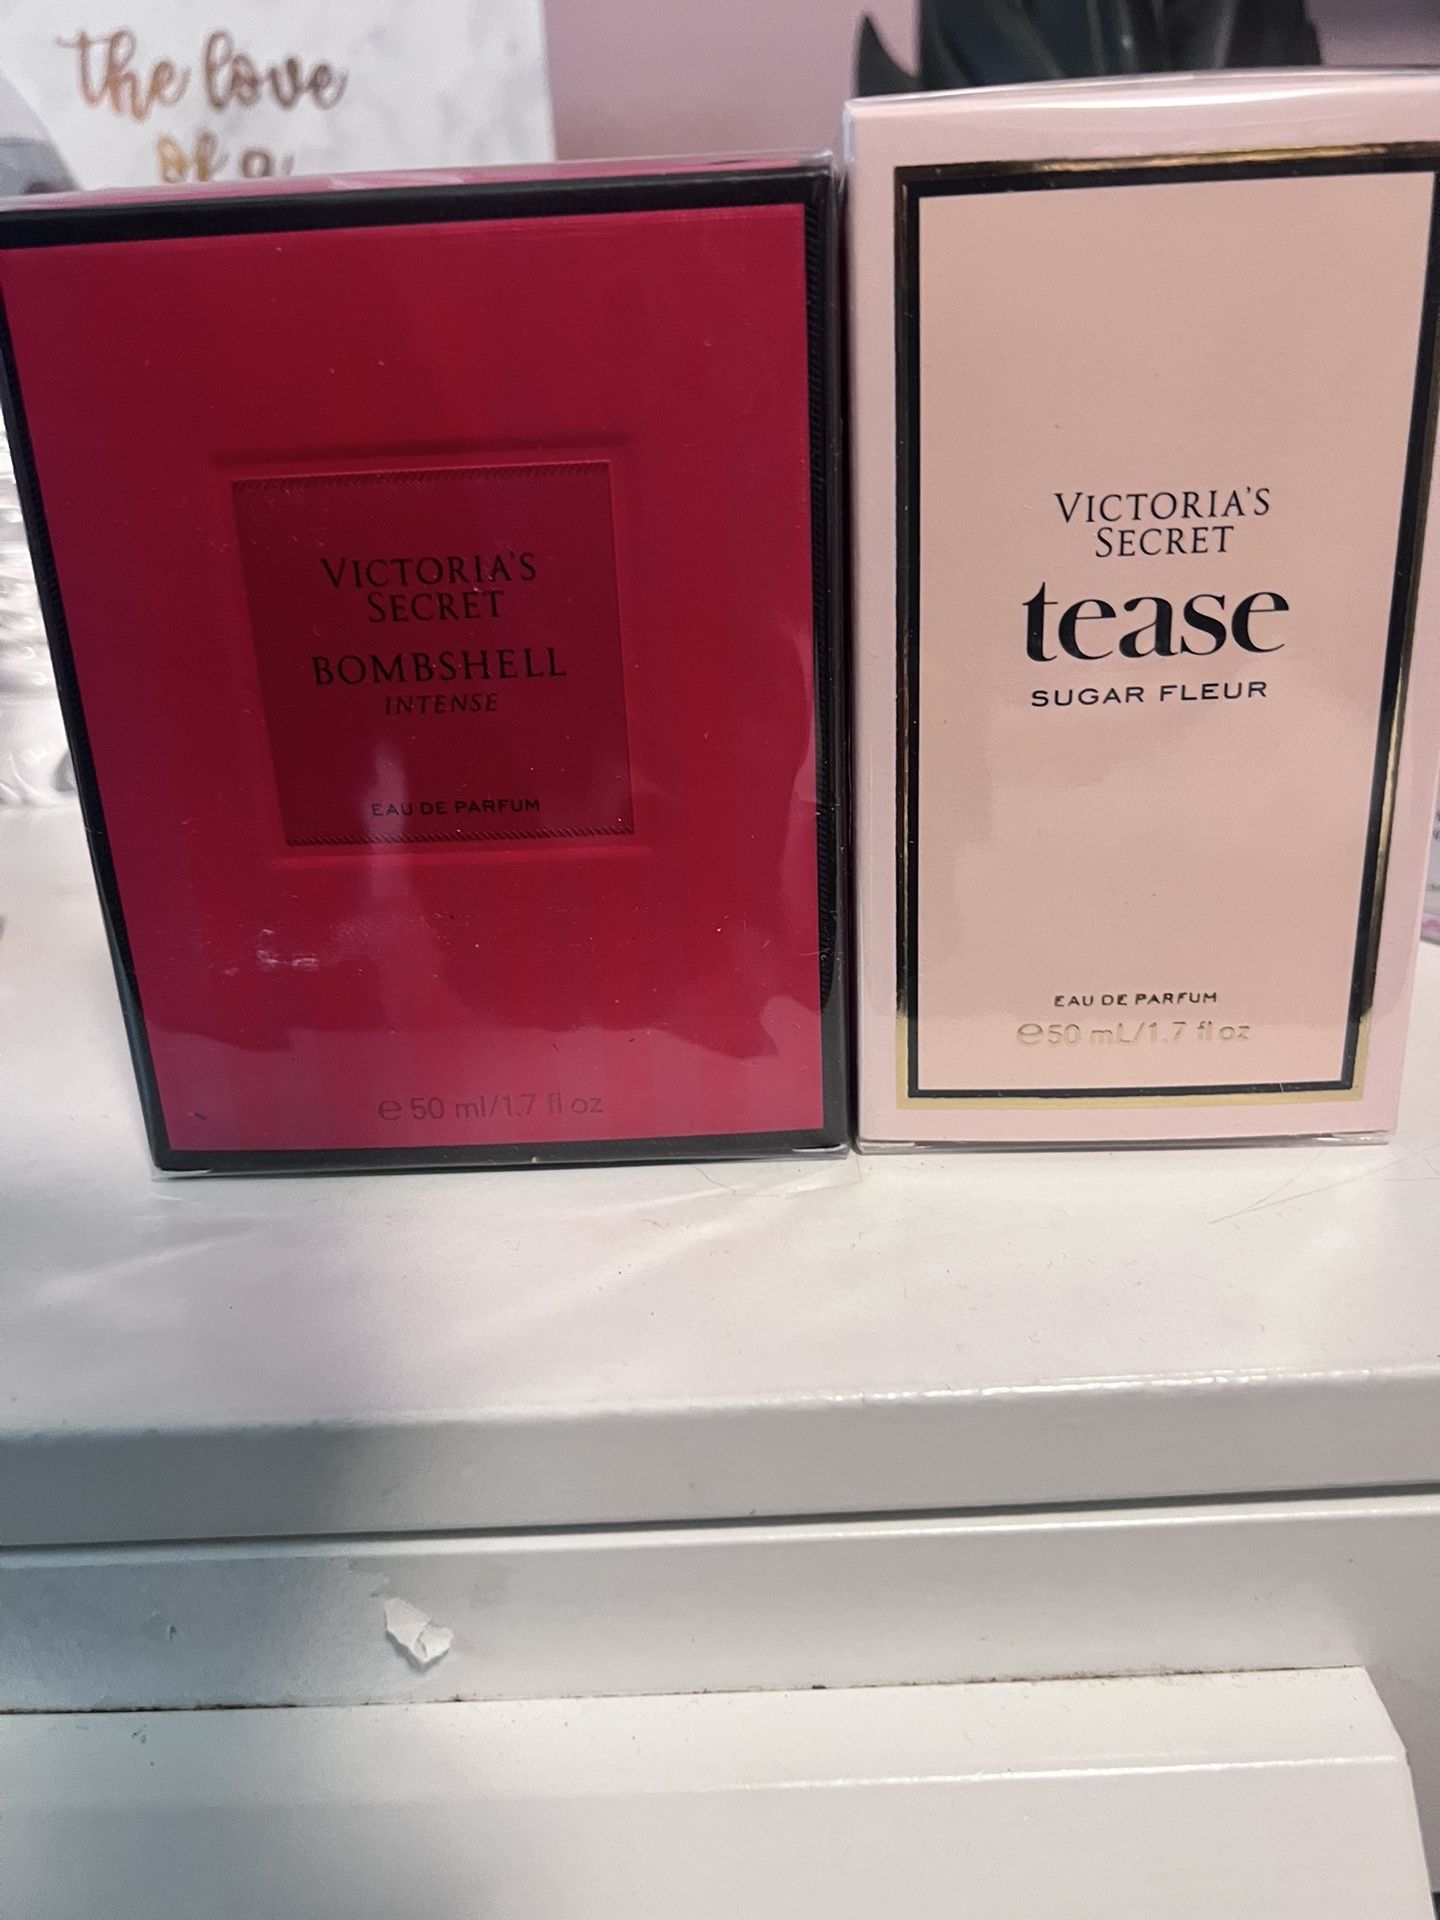 the love
of a
VICTORIA'S
SECRET
BOMBSHELL
INTENSE
EAU DE PARFUM
℮ 50 ml/1.7 fl oz
VICTORIA'S
SECRET
tease
SUGAR FLEUR
EAU DE PARFUM
℮50 mL/1.7 fl oz